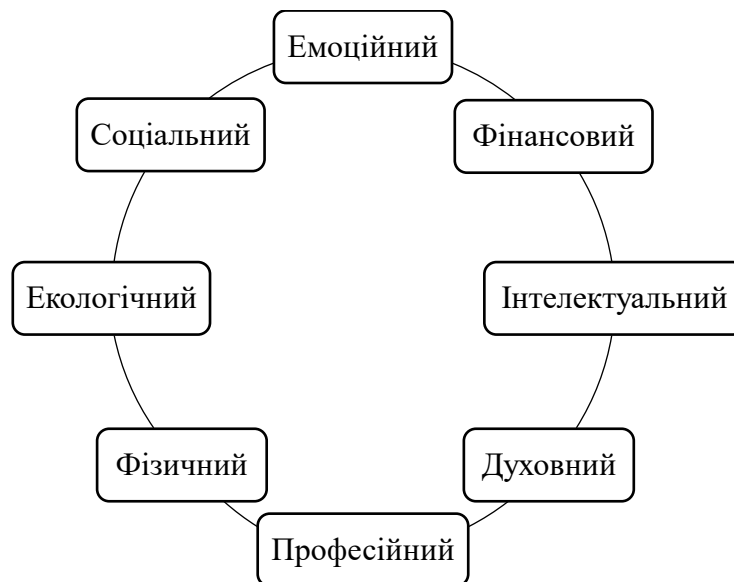 Емоційний
Соціальний
Фінансовий
Екологічний
Інтелектуальний
Фізичний
Духовний
Професійний